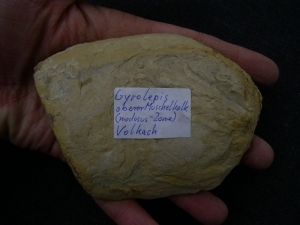 Gyrolepis
oberer Muschelkalk
(nodosus-Zone)
Volkach